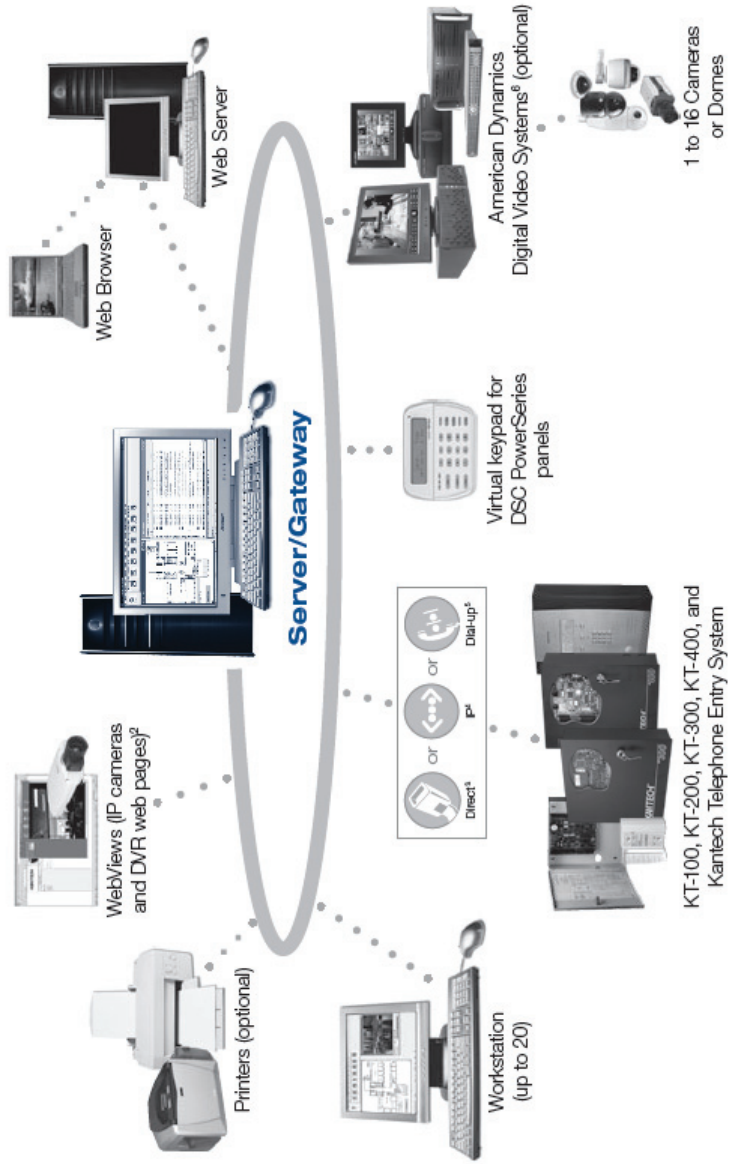 Web Browser
Web Server
Server/Gateway
WebViews (IP cameras
and DVR web pages)²
Printers (optional)
Workstation
(up to 20)
Direct³
or
IP⁴
or
Dial-up⁵
KT-100, KT-200, KT-300, KT-400, and
Kantech Telephone Entry System
Virtual keypad for
DSC PowerSeries
panels
American Dynamics
Digital Video Systems⁶ (optional)
1 to 16 Cameras
or Domes